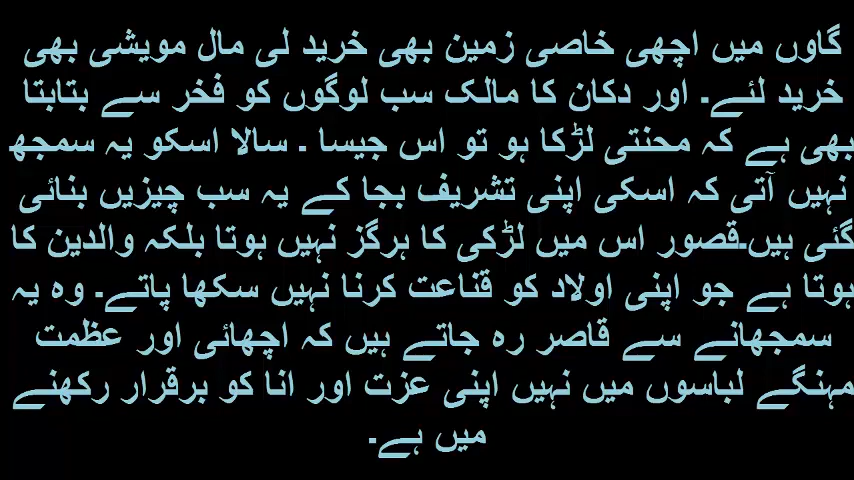 گاوں میں اچھی خاصی زمین بھی خرید لی مال مویشی بھی
خرید لئے۔ اور دکان کا مالک سب لوگوں کو فخر سے بتابتا
بھی ہے کہ محنتی لڑکا ہو تو اس جیسا ۔ سالا اسکو یہ سمجھ
نہیں آتی کہ اسکی اپنی تشریف بجا کے یہ سب چیزیں بنائی
گئی ہیں۔قصور اس میں لڑکی کا ہرگز نہیں ہوتا بلکہ والدین کا
ہوتا ہے جو اپنی اولاد کو قناعت کرنا نہیں سکھا پاتے۔ وہ یہ
سمجھانے سے قاصر رہ جاتے ہیں کہ اچھائی اور عظمت
مہنگے لباسوں میں نہیں اپنی عزت اور انا کو برقرار رکھنے
میں ہے۔